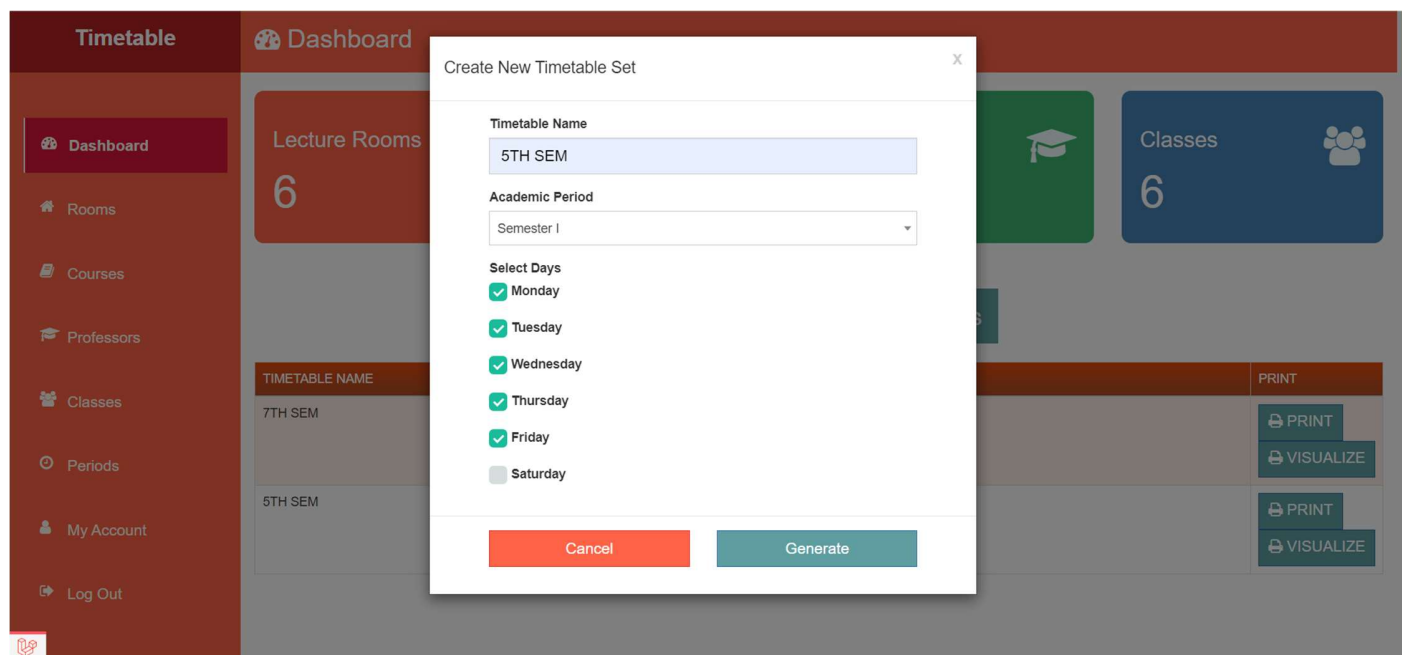 Timetable
Dashboard
Create New Timetable Set
x
Timetable Name
5TH SEM
Academic Period
Semester I
Select Days
Monday
Tuesday
Wednesday
Thursday
Friday
Saturday
Cancel
Generate
Dashboard
Rooms
Courses
Professors
Classes
Periods
My Account
Log Out
Lecture Rooms
6
Classes
6
TIMETABLE NAME
PRINT
7TH SEM
PRINT
VISUALIZE
5TH SEM
PRINT
VISUALIZE